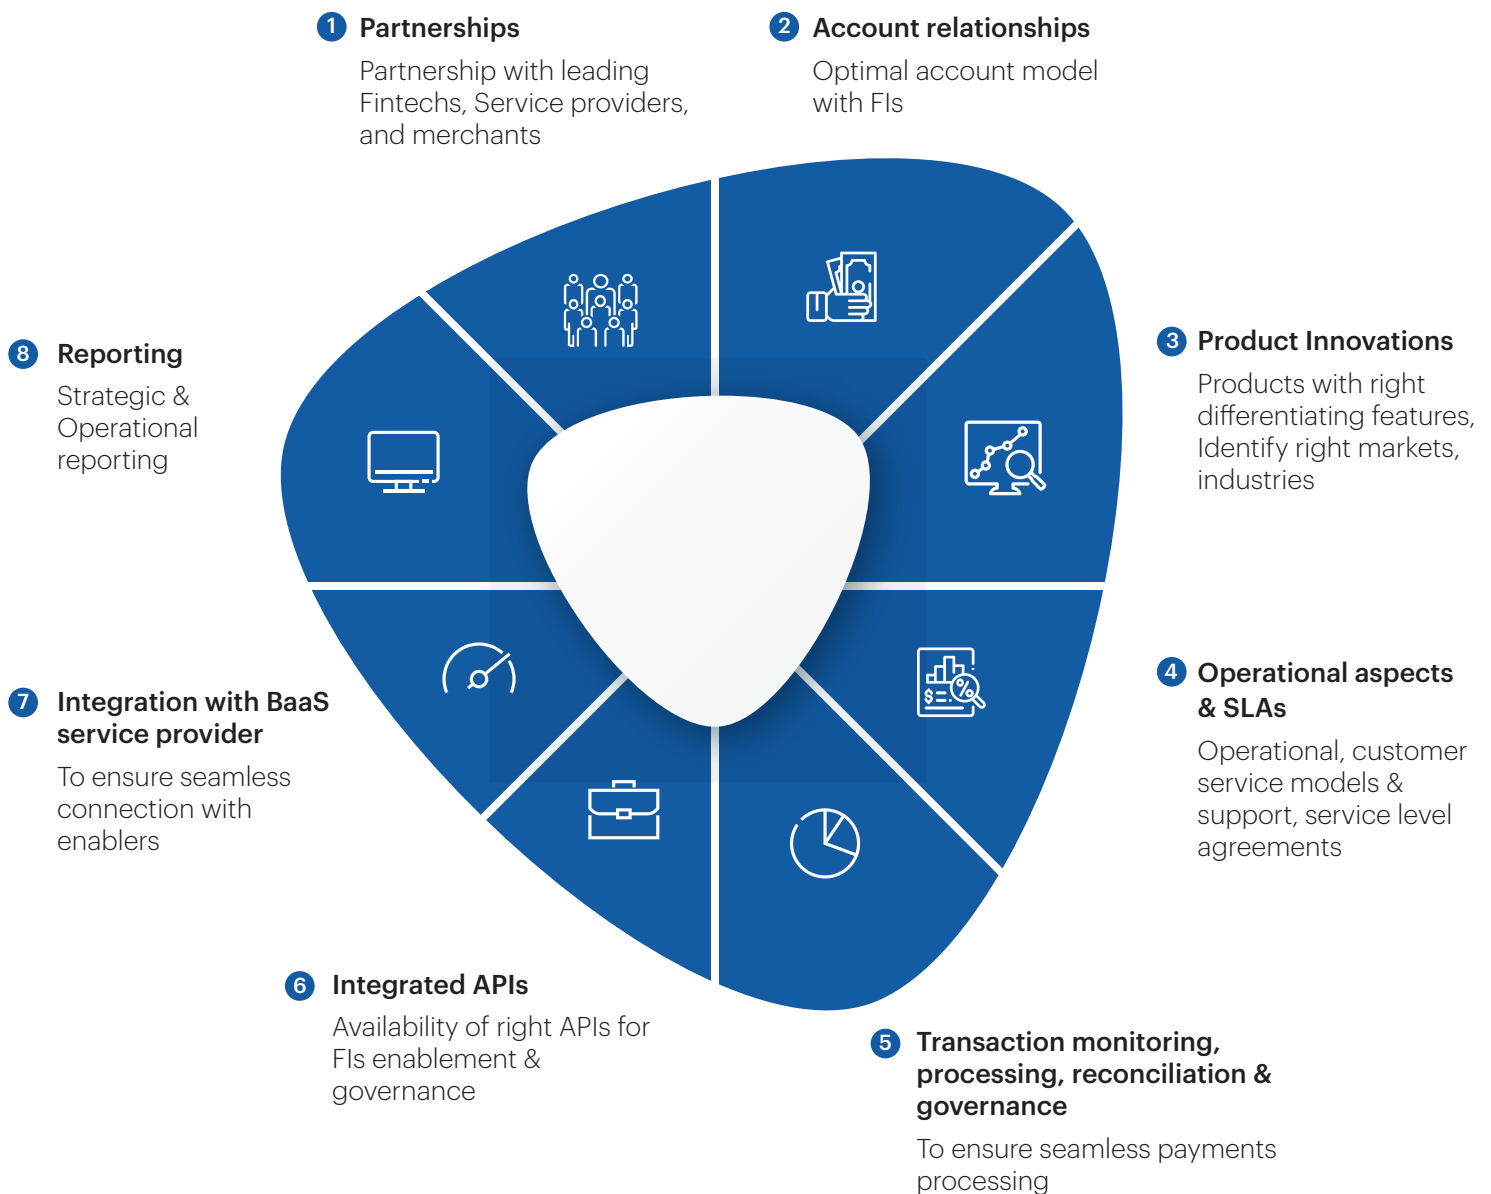 1 Partnerships
Partnership with leading
Fintechs, Service providers,
and merchants
2 Account relationships
Optimal account model
with FIs
3 Product Innovations
Products with right
differentiating features,
Identify right markets,
industries
4 Operational aspects
& SLAs
Operational, customer
service models &
support, service level
agreements
5 Transaction monitoring,
processing, reconciliation &
governance
To ensure seamless payments
processing
6 Integrated APIs
Availability of right APIs for
FIs enablement &
governance
7 Integration with BaaS
service provider
To ensure seamless
connection with
enablers
8 Reporting
Strategic &
Operational
reporting
$
%